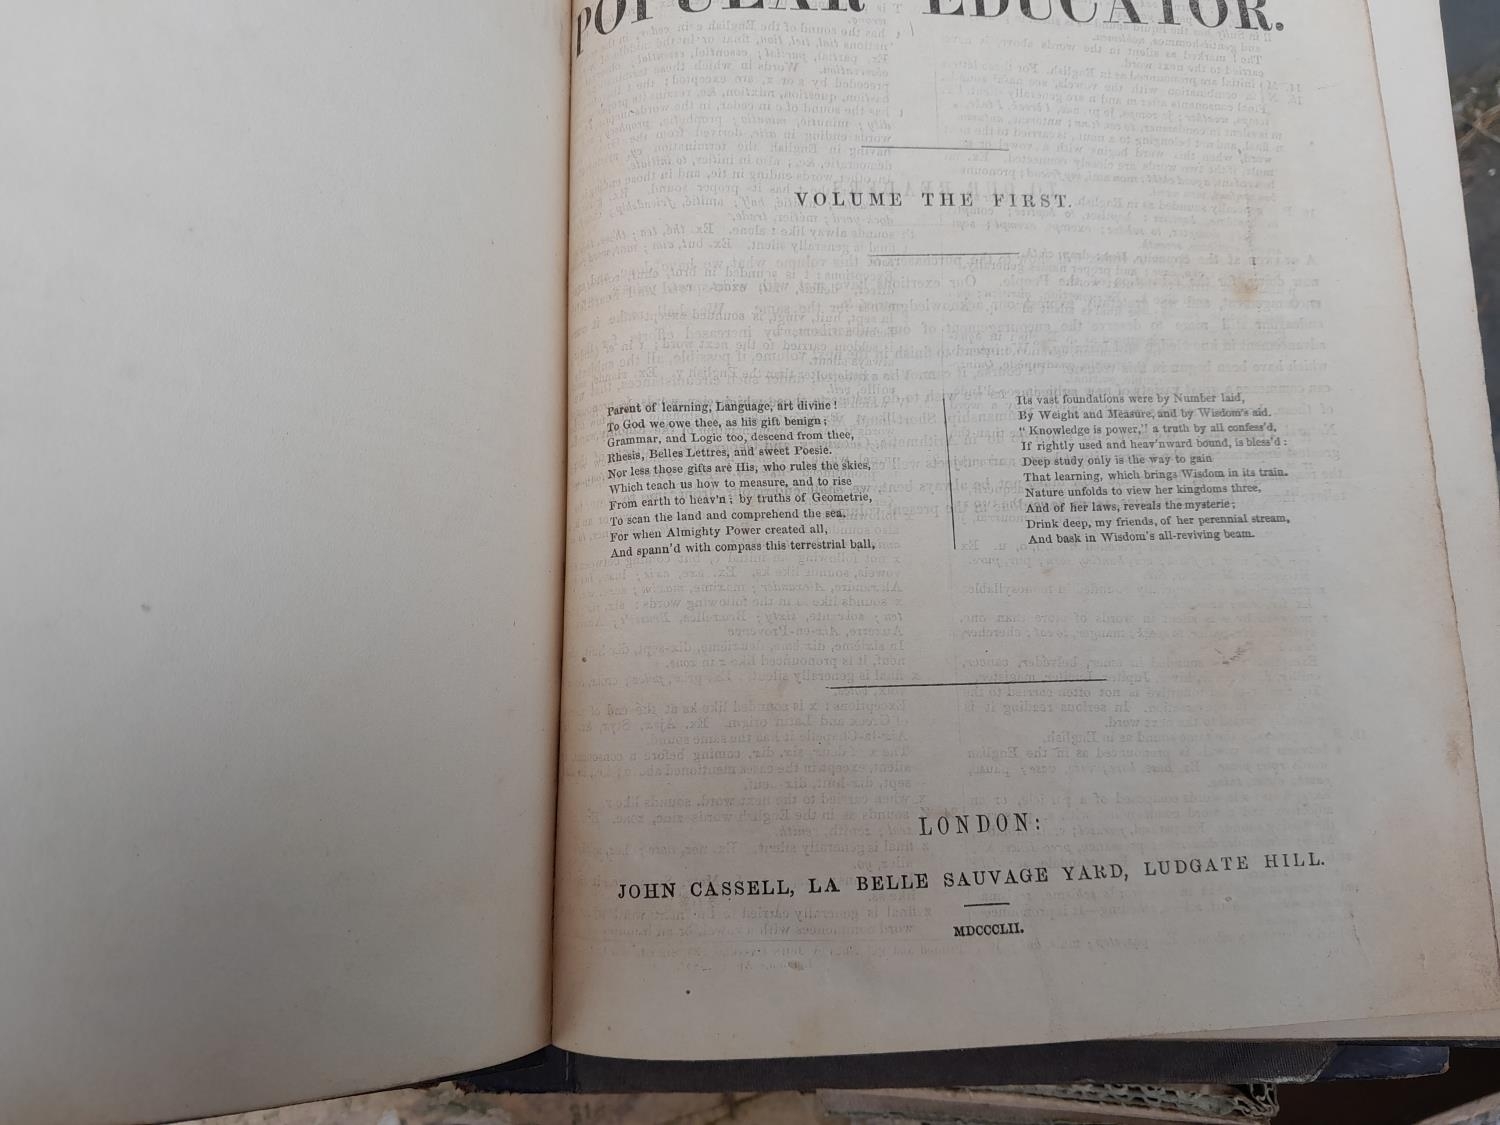 POPULAR EDUCATOR.
VOLUME THE FIRST.
Parent of learning, Language, art divine!
To God we owe thee, as his gift benign;
Grammar, and Logic too, descend from thee,
Rhesis, Belles Lettres, and sweet Poesie.
Nor less those gifts are His, who rules the skies,
Which teach us how to measure, and to rise
From earth to heav'n; by truths of Geometrie,
To scan the land and comprehend the sea.
For when Almighty Power created all,
And spann'd with compass this terrestrial ball,
Its vast foundations were by Number laid,
By Weight and Measure, and by Wisdom's aid.
"Knowledge is power," a truth by all confess'd,
If rightly used and heav'nward bound, is bless'd:
Deep study only is the way to gain
That learning, which brings Wisdom in its train.
Nature unfolds to view her kingdoms three,
And of her laws, reveals the mysterie;
Drink deep, my friends, of her perennial stream,
And bask in Wisdom's all-reviving beam.
LONDON:
JOHN CASSELL, LA BELLE SAUVAGE YARD, LUDGATE HILL.
MDCCCLII.